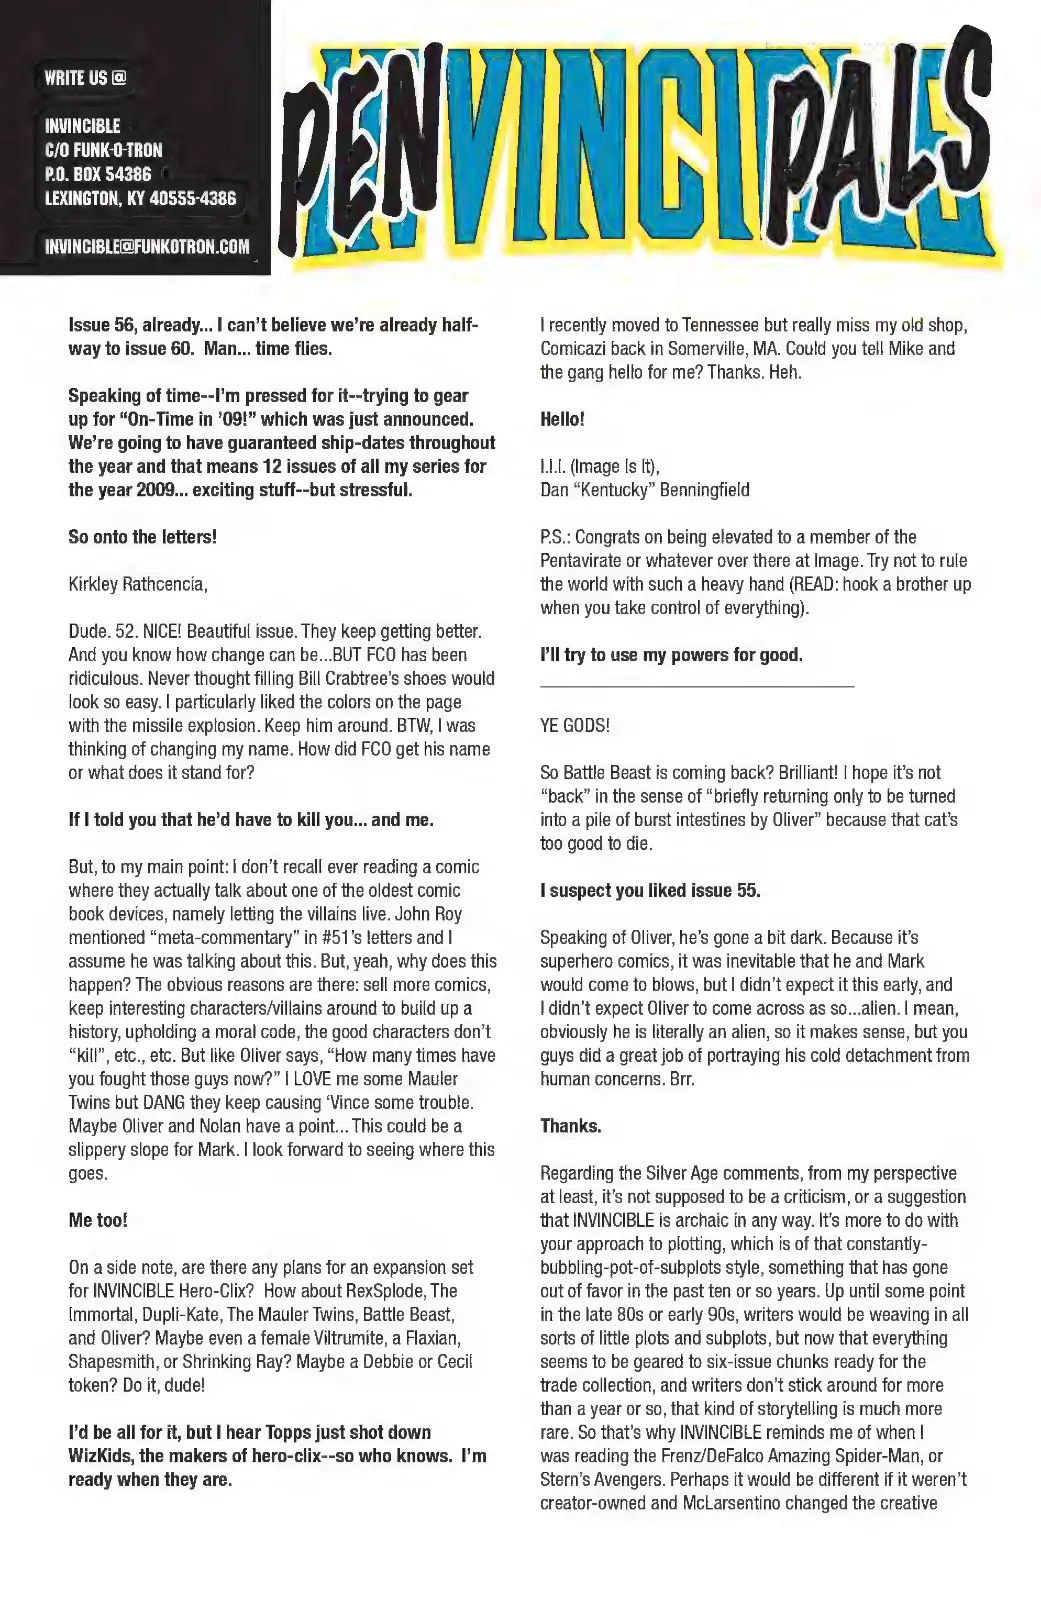 WRITE US @
INVINCIBLE
C/O FUNK-O-TRON
P.O. BOX 54386
LEXINGTON, KY 40555-4386
INVINCIBLE@FUNKOTRON.COM
INVINCIBLE
PEN PALS
Issue 56, already... I can't believe we're already half-
way to issue 60.  Man... time flies.
Speaking of time--I'm pressed for it--trying to gear
up for “On-Time in ’09!” which was just announced.
We're going to have guaranteed ship-dates throughout
the year and that means 12 issues of all my series for
the year 2009... exciting stuff--but stressful.
So onto the letters!
Kirkley Rathcencia,
Dude. 52. NICE! Beautiful issue. They keep getting better.
And you know how change can be...BUT FCO has been
ridiculous. Never thought filling Bill Crabtree's shoes would
look so easy. I particularly liked the colors on the page
with the missile explosion. Keep him around. BTW, I was
thinking of changing my name. How did FCO get his name
or what does it stand for?
If I told you that he'd have to kill you... and me.
But, to my main point: I don't recall ever reading a comic
where they actually talk about one of the oldest comic
book devices, namely letting the villains live. John Roy
mentioned “meta-commentary” in #51's letters and I
assume he was talking about this. But, yeah, why does this
happen? The obvious reasons are there: sell more comics,
keep interesting characters/villains around to build up a
history, upholding a moral code, the good characters don't
“kill”, etc., etc. But like Oliver says, “How many times have
you fought those guys now?” I LOVE me some Mauler
Twins but DANG they keep causing ‘Vince some trouble.
Maybe Oliver and Nolan have a point... This could be a
slippery slope for Mark. I look forward to seeing where this
goes.
Me too!
On a side note, are there any plans for an expansion set
for INVINCIBLE Hero-Clix?  How about RexSplode, The
Immortal, Dupli-Kate, The Mauler Twins, Battle Beast,
and Oliver? Maybe even a female Viltrumite, a Flaxian,
Shapesmith, or Shrinking Ray? Maybe a Debbie or Cecil
token? Do it, dude!
I'd be all for it, but I hear Topps just shot down
WizKids, the makers of hero-clix--so who knows.  I'm
ready when they are.
I recently moved to Tennessee but really miss my old shop,
Comicazi back in Somerville, MA. Could you tell Mike and
the gang hello for me? Thanks. Heh.
Hello!
I.I.I. (Image Is It),
Dan “Kentucky” Benningfield
P.S.: Congrats on being elevated to a member of the
Pentavirate or whatever over there at Image. Try not to rule
the world with such a heavy hand (READ: hook a brother up
when you take control of everything).
I'll try to use my powers for good.
YE GODS!
So Battle Beast is coming back? Brilliant! I hope it's not
“back” in the sense of “briefly returning only to be turned
into a pile of burst intestines by Oliver” because that cat's
too good to die.
I suspect you liked issue 55.
Speaking of Oliver, he's gone a bit dark. Because it's
superhero comics, it was inevitable that he and Mark
would come to blows, but I didn't expect it this early, and
I didn't expect Oliver to come across as so...alien. I mean,
obviously he is literally an alien, so it makes sense, but you
guys did a great job of portraying his cold detachment from
human concerns. Brr.
Thanks.
Regarding the Silver Age comments, from my perspective
at least, it's not supposed to be a criticism, or a suggestion
that INVINCIBLE is archaic in any way. It's more to do with
your approach to plotting, which is of that constantly-
bubbling-pot-of-subplots style, something that has gone
out of favor in the past ten or so years. Up until some point
in the late 80s or early 90s, writers would be weaving in all
sorts of little plots and subplots, but now that everything
seems to be geared to six-issue chunks ready for the
trade collection, and writers don't stick around for more
than a year or so, that kind of storytelling is much more
rare. So that's why INVINCIBLE reminds me of when I
was reading the Frenz/DeFalco Amazing Spider-Man, or
Stern's Avengers. Perhaps it would be different if it weren't
creator-owned and McLarsentino changed the creative